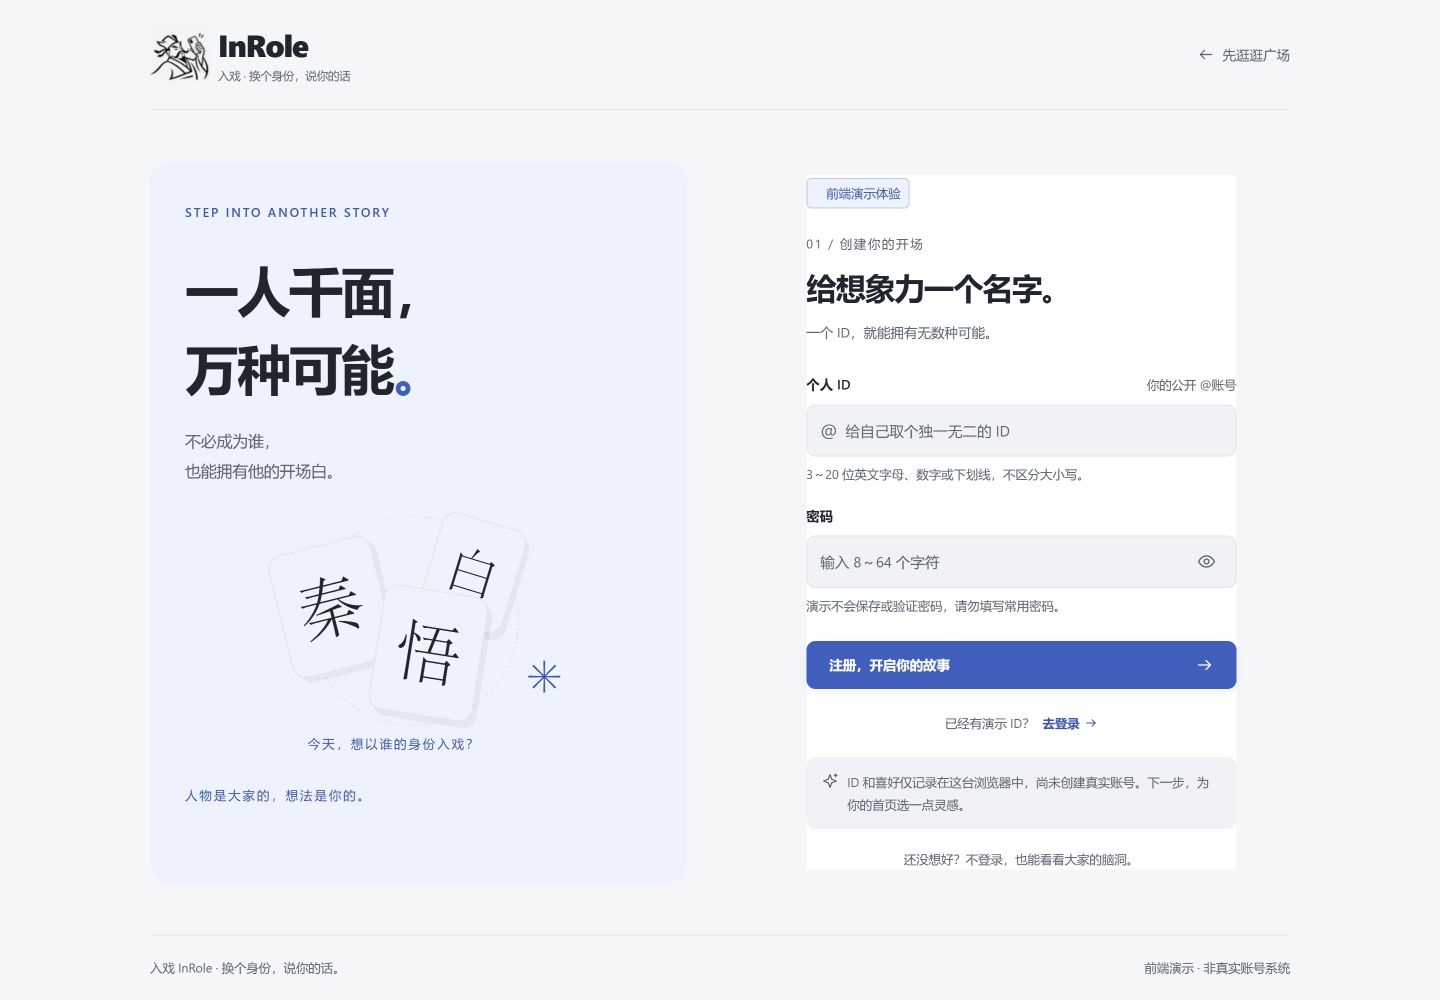 InRole
入戏 · 换个身份，说你的话
← 先逛逛广场
STEP INTO ANOTHER STORY
一人千面，
万种可能。
不必成为谁，
也能拥有他的开场白。
秦
白
悟
今天，想以谁的身份入戏？
人物是大家的，想法是你的。
前端演示体验
01 / 创建你的开场
给想象力一个名字。
一个 ID，就能拥有无数种可能。
个人 ID
你的公开 @账号
@ 给自己取个独一无二的 ID
3～20 位英文字母、数字或下划线，不区分大小写。
密码
输入 8～64 个字符
演示不会保存或验证密码，请勿填写常用密码。
注册，开启你的故事 →
已经有演示 ID？ 去登录 →
ID 和喜好仅记录在这台浏览器中，尚未创建真实账号。下一步，为
你的首页选一点灵感。
还没想好？不登录，也能看看大家的脑洞。
入戏 InRole · 换个身份，说你的话。
前端演示 · 非真实账号系统